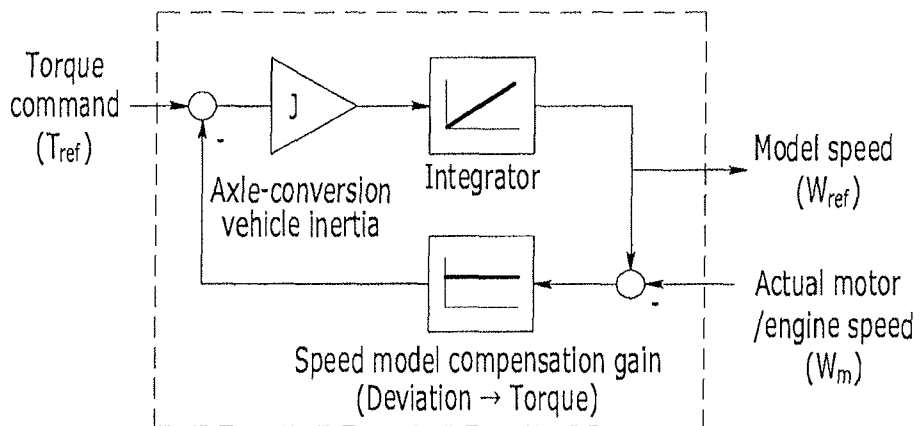 Torque
command
(Tref)
J
Integrator
Axle-conversion
vehicle inertia
-
Model speed
(Wref)
-
Actual motor
/engine speed
(Wm)
Speed model compensation gain
(Deviation → Torque)